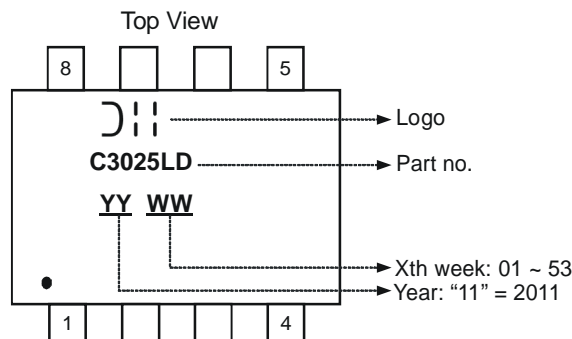 Top View
8 5
Logo
C3025LD Part no.
YY WW
Xth week: 01 ~ 53
Year: “11” = 2011
1 4